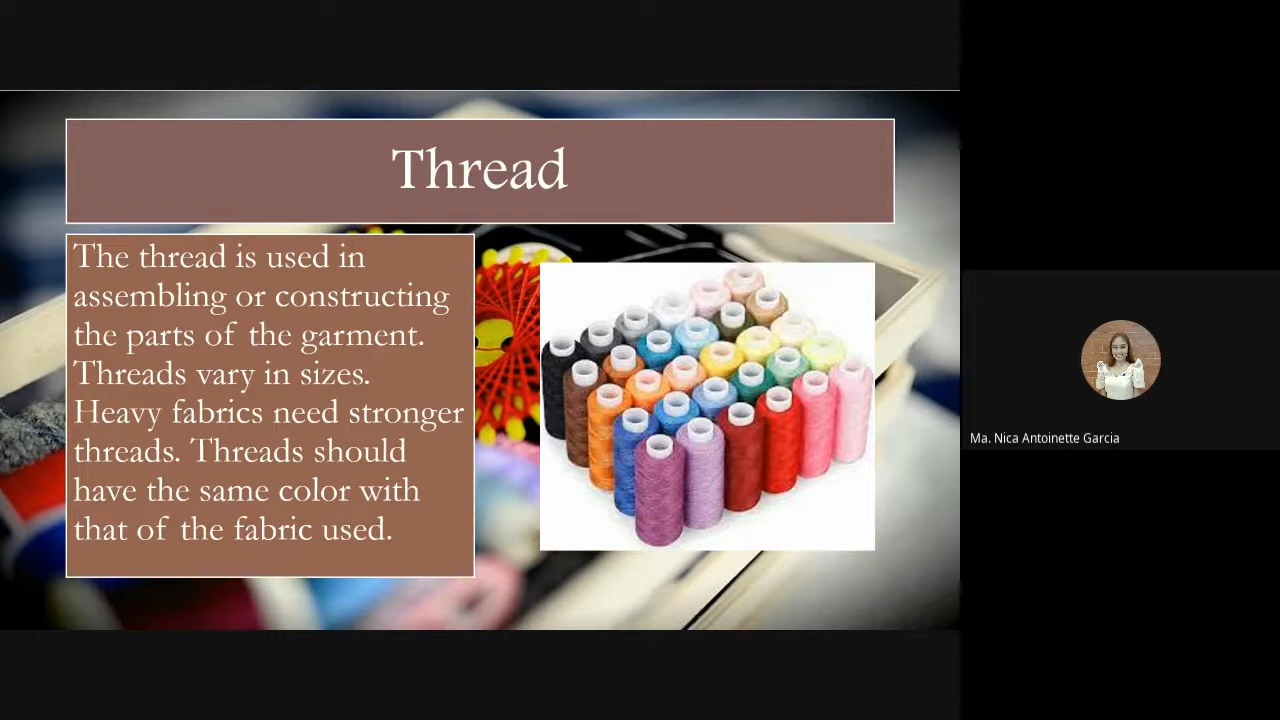 Thread
The thread is used in
assembling or constructing
the parts of the garment.
Threads vary in sizes.
Heavy fabrics need stronger
threads. Threads should
have the same color with
that of the fabric used.
Ma. Nica Antoinette Garcia